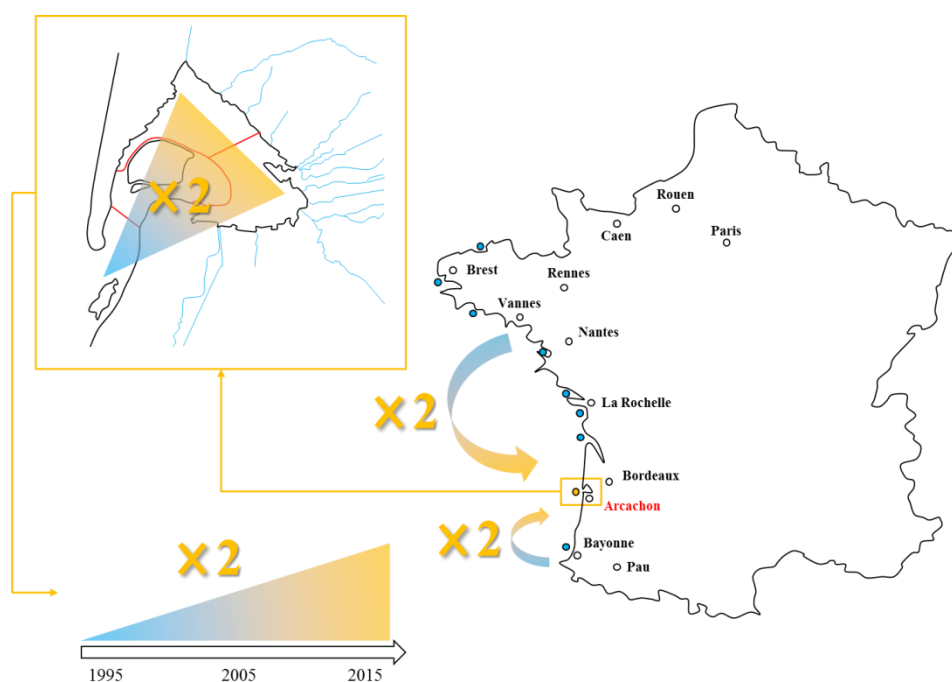 ×2
Rouen
Caen
Paris
Brest
Rennes
Vannes
Nantes
×2
La Rochelle
Bordeaux
Arcachon
×2
Bayonne
Pau
×2
1995 2005 2015